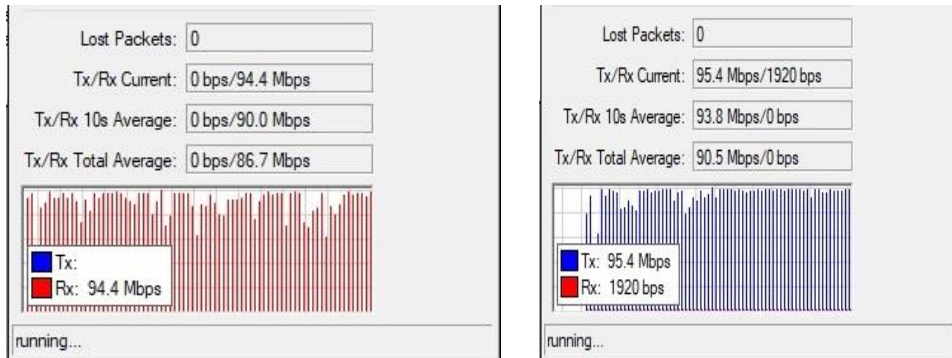 Lost Packets: 0
Tx/Rx Current: 0 bps/94.4 Mbps
Tx/Rx 10s Average: 0 bps/90.0 Mbps
Tx/Rx Total Average: 0 bps/86.7 Mbps
Tx:
Rx: 94.4 Mbps
running...
Lost Packets: 0
Tx/Rx Current: 95.4 Mbps/1920 bps
Tx/Rx 10s Average: 93.8 Mbps/0 bps
Tx/Rx Total Average: 90.5 Mbps/0 bps
Tx: 95.4 Mbps
Rx: 1920 bps
running...